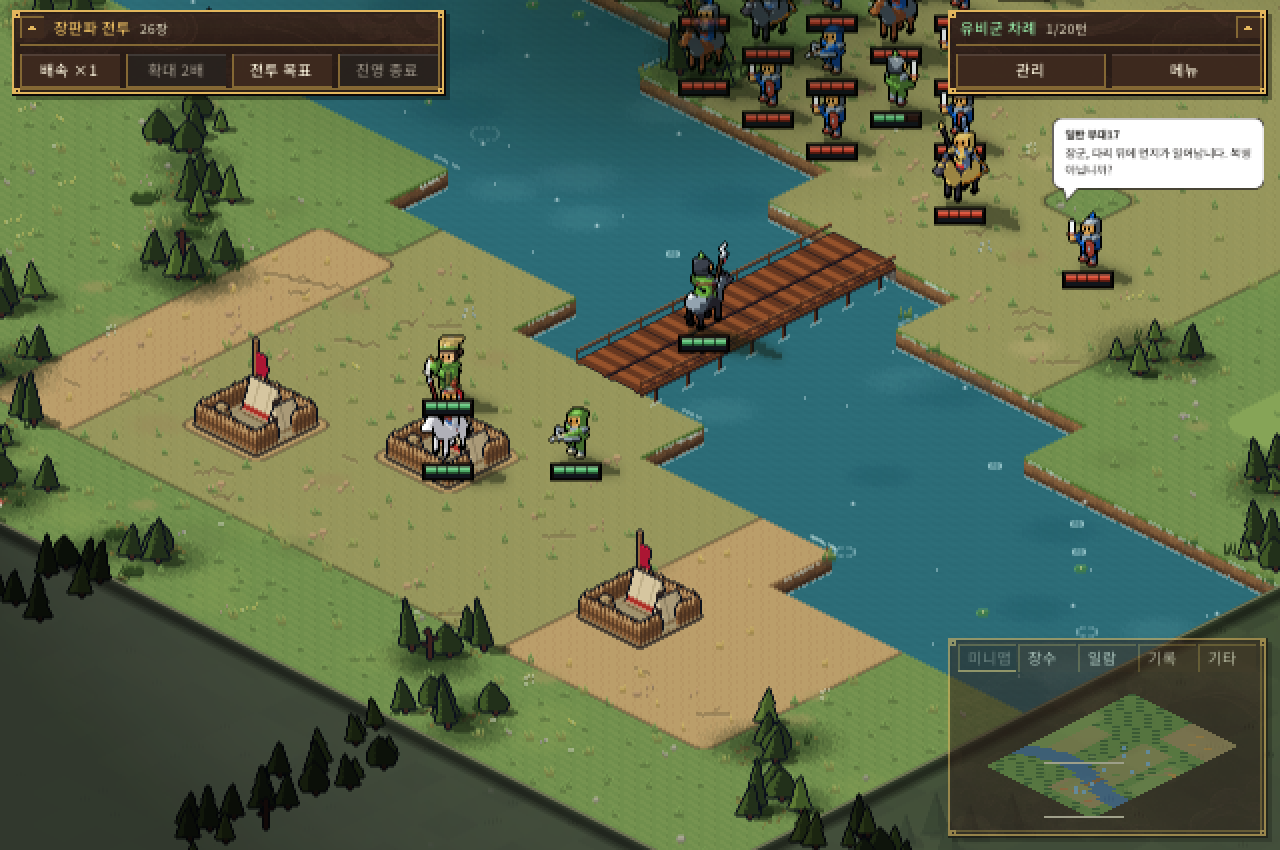 장판파 전투 26장
배속 ×1 확대 2배 전투 목표 진영 종료
유비군 차례 1/20턴
관리 메뉴
일반 부대17
장군, 다리 뒤에 먼지가 일어납니다. 복병
아닙니까?
미니맵 장수 일람 기록 기타